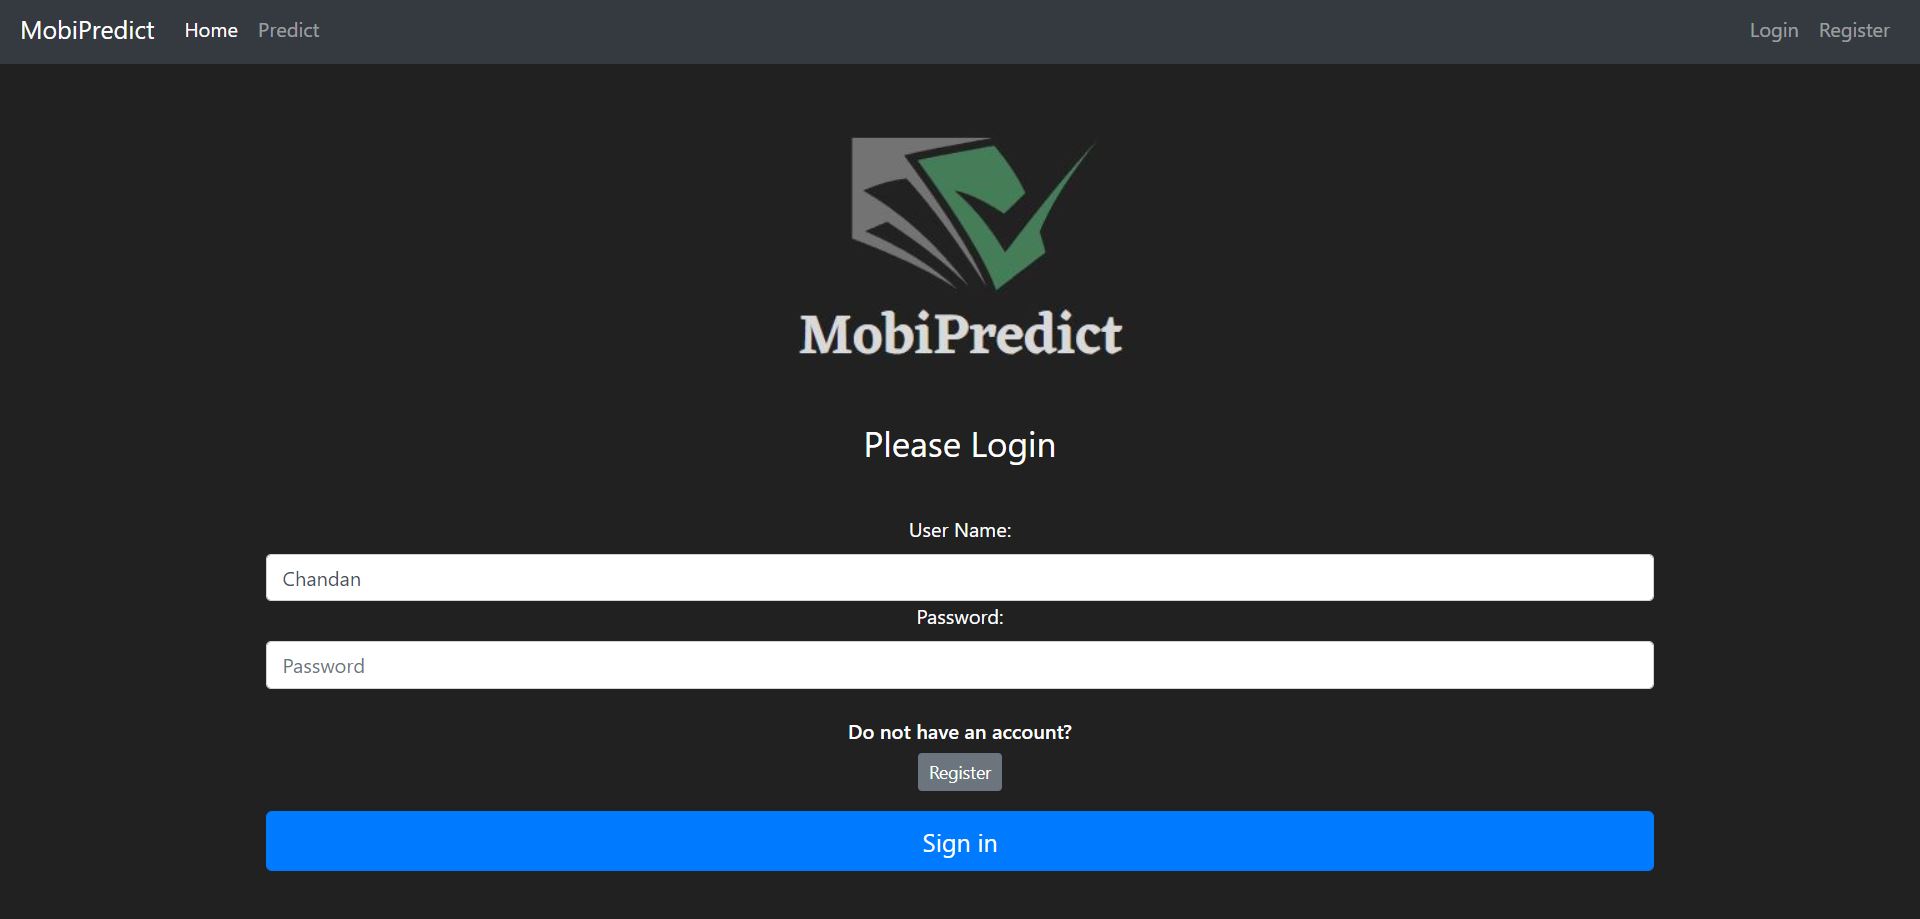 MobiPredict Home Predict Login Register
MobiPredict
Please Login
User Name:
Chandan
Password:
Password
Do not have an account?
Register
Sign in